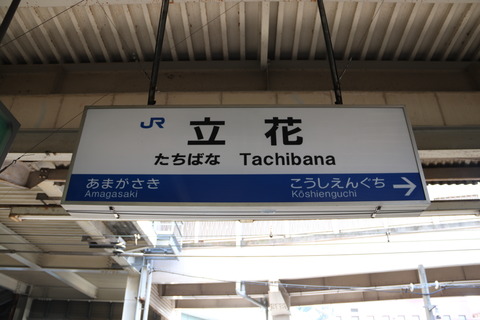 JR 立花
たちばな Tachibana
あまがさき こうしえんぐち
Amagasaki Kōshienguchi